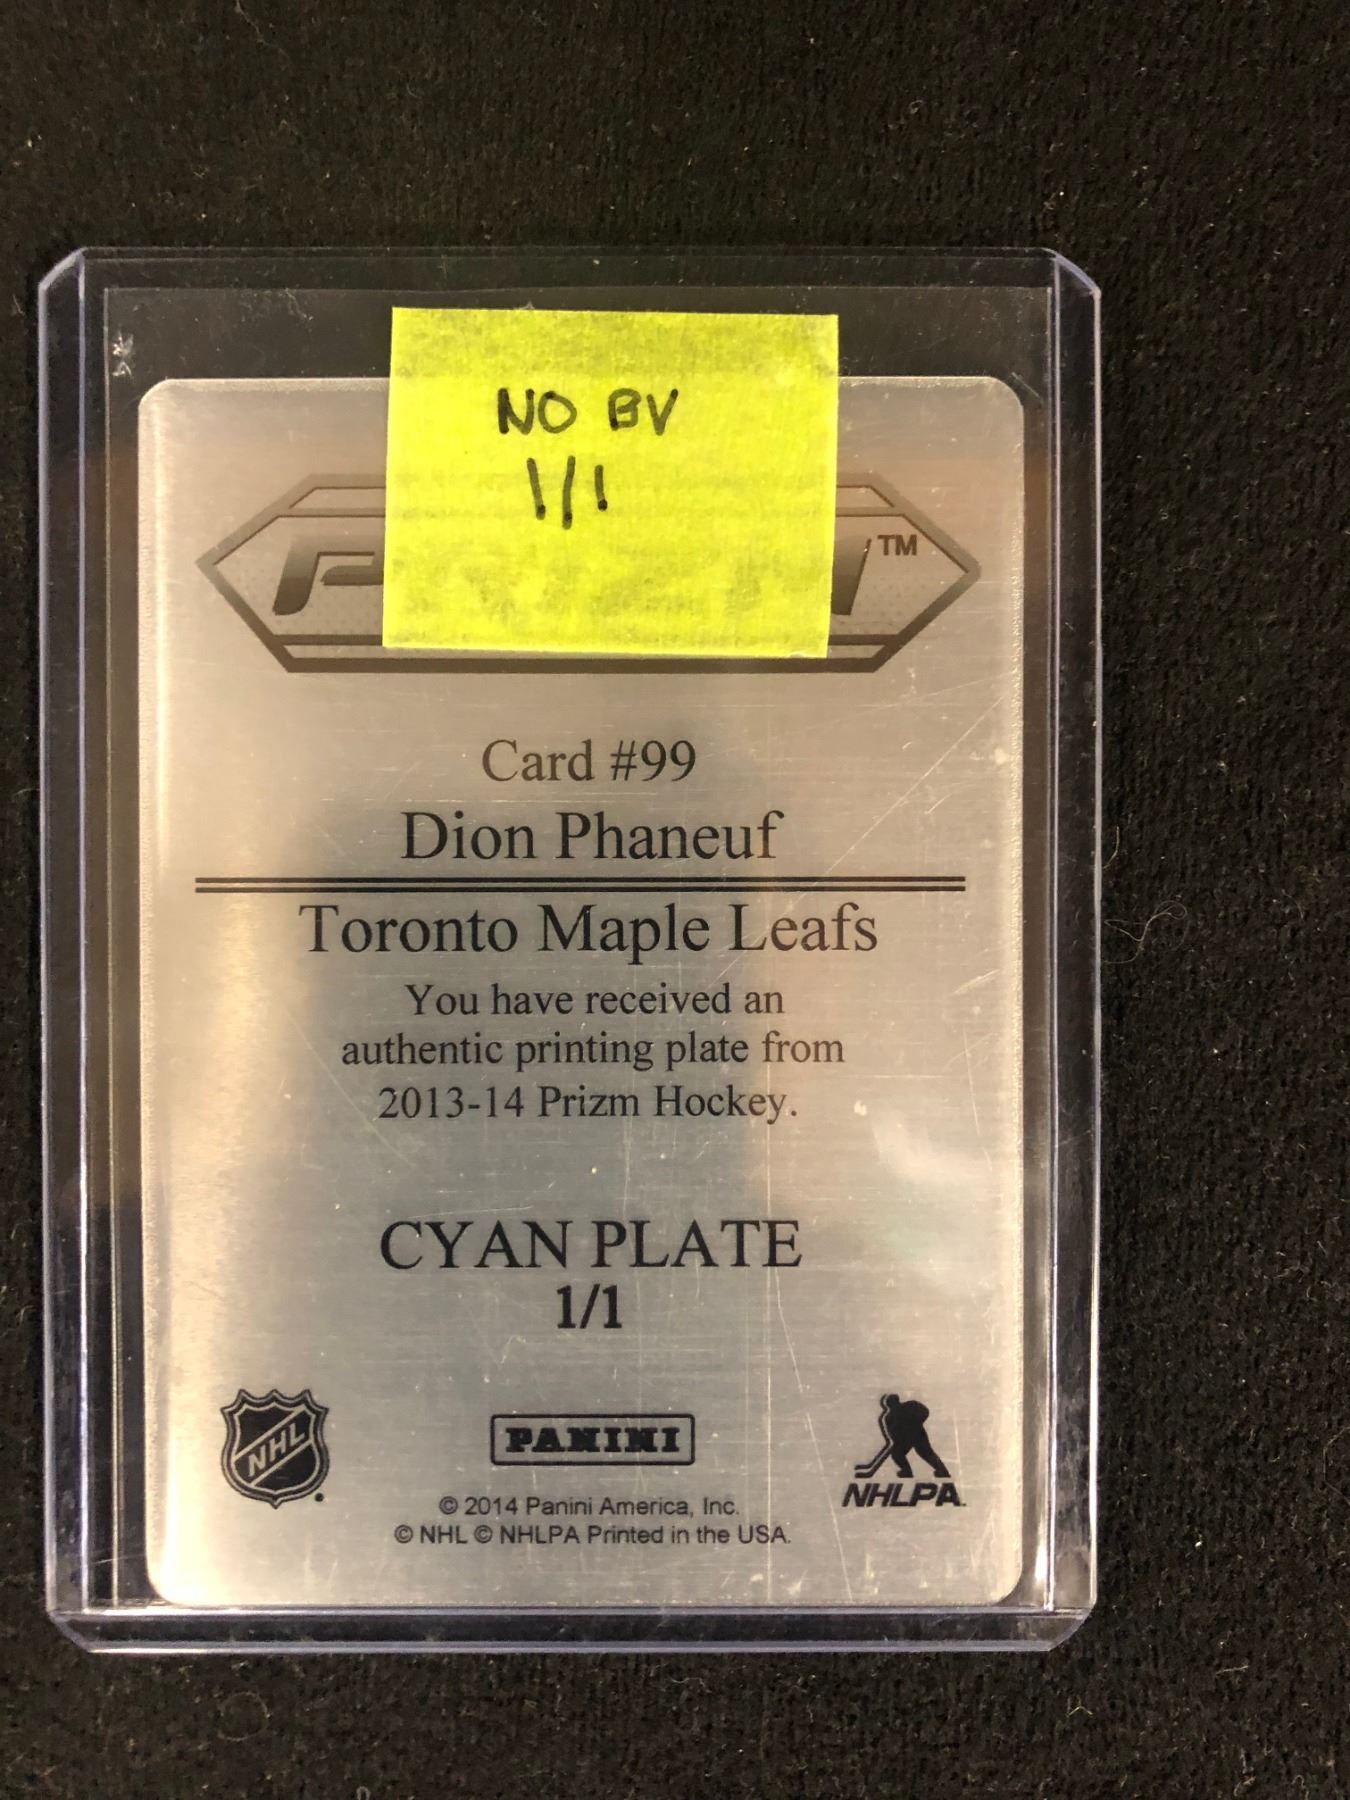 NO BV
1/1
TM
Card #99
Dion Phaneuf
Toronto Maple Leafs
You have received an
authentic printing plate from
2013-14 Prizm Hockey.
CYAN PLATE
1/1
NHL
PANINI
NHLPA.
© 2014 Panini America, Inc.
© NHL © NHLPA Printed in the USA.